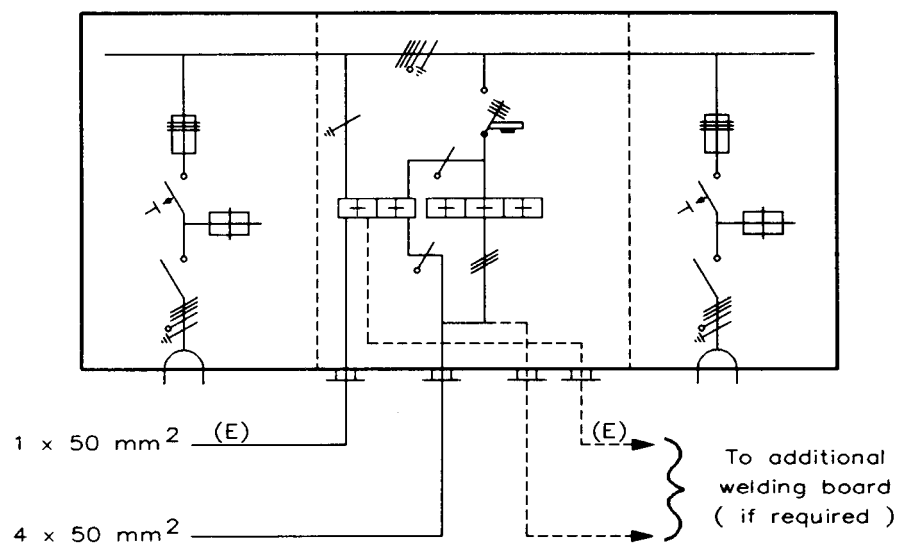 1 x 50 mm2 (E)
(E)
To additional
welding board
( if required )
4 x 50 mm2